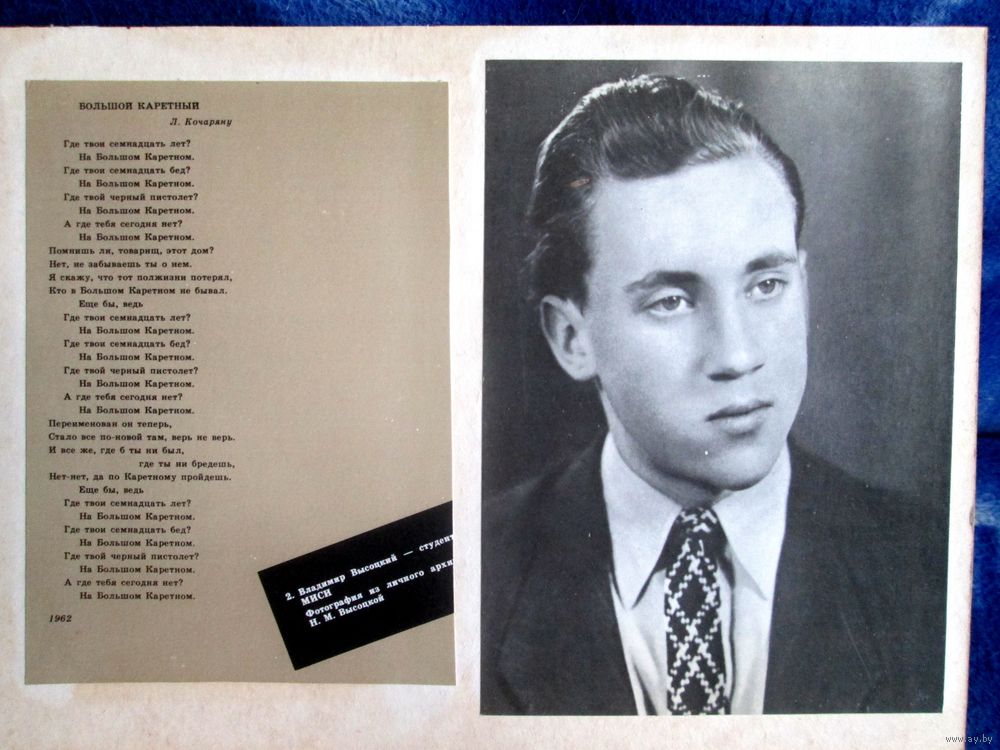 БОЛЬШОЙ КАРЕТНЫЙ
Л. Кочаряну
Где твои семнадцать лет?
На Большом Каретном.
Где твои семнадцать бед?
На Большом Каретном.
Где твой черный пистолет?
На Большом Каретном.
А где тебя сегодня нет?
На Большом Каретном.
Помнишь ли, товарищ, этот дом?
Нет, не забываешь ты о нем.
Я скажу, что тот полжизни потерял,
Кто в Большом Каретном не бывал.
Еще бы, ведь
Где твои семнадцать лет?
На Большом Каретном.
Где твои семнадцать бед?
На Большом Каретном.
Где твой черный пистолет?
На Большом Каретном.
А где тебя сегодня нет?
На Большом Каретном.
Переименован он теперь,
Стало все по-новой там, верь не верь.
И все же, где б ты ни был,
где ты ни бредешь,
Нет-нет, да по Каретному пройдешь.
Еще бы, ведь
Где твои семнадцать лет?
На Большом Каретном.
Где твои семнадцать бед?
На Большом Каретном.
Где твой черный пистолет?
На Большом Каретном.
А где тебя сегодня нет?
На Большом Каретном.
1962
2. Владимир Высоцкий — студент
МИСИ
Фотография из личного архи
Н. М. Высоцкой
www.ay.by